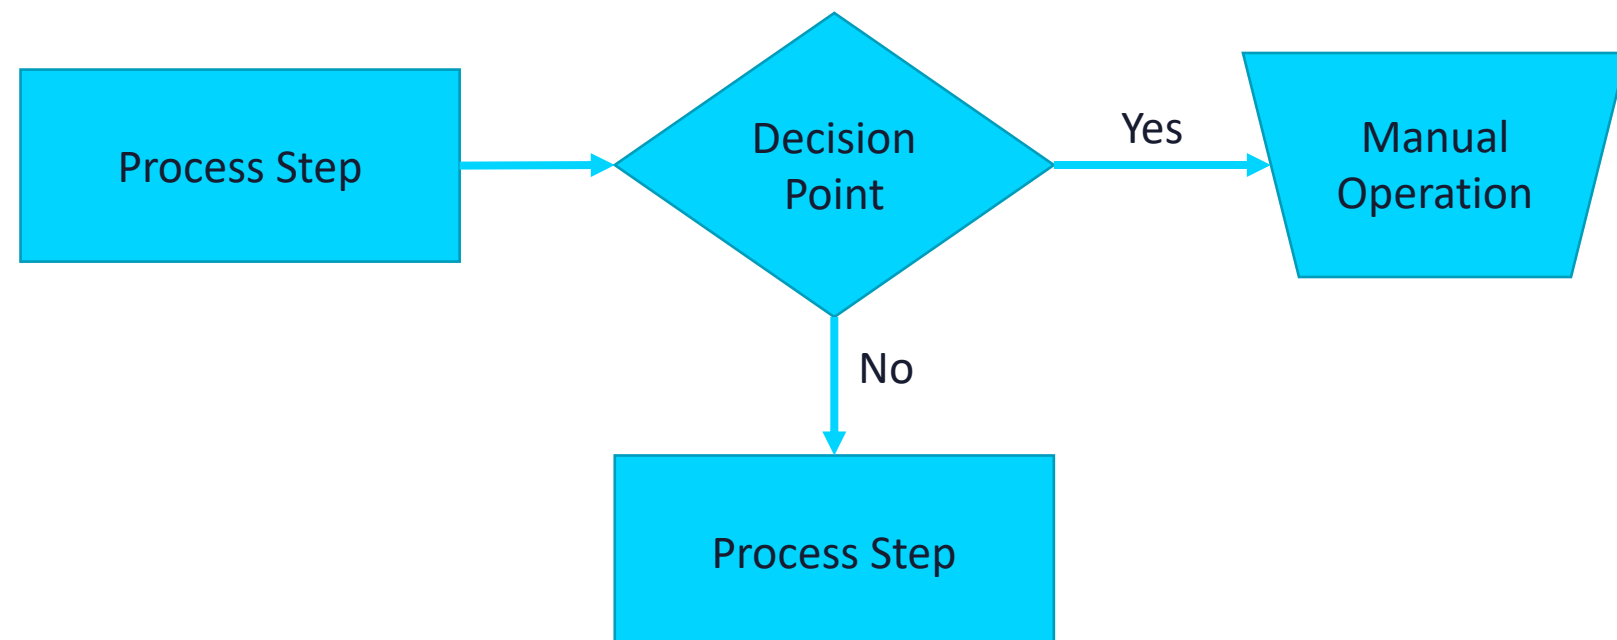 Process Step
Decision
Point
Yes
Manual
Operation
No
Process Step